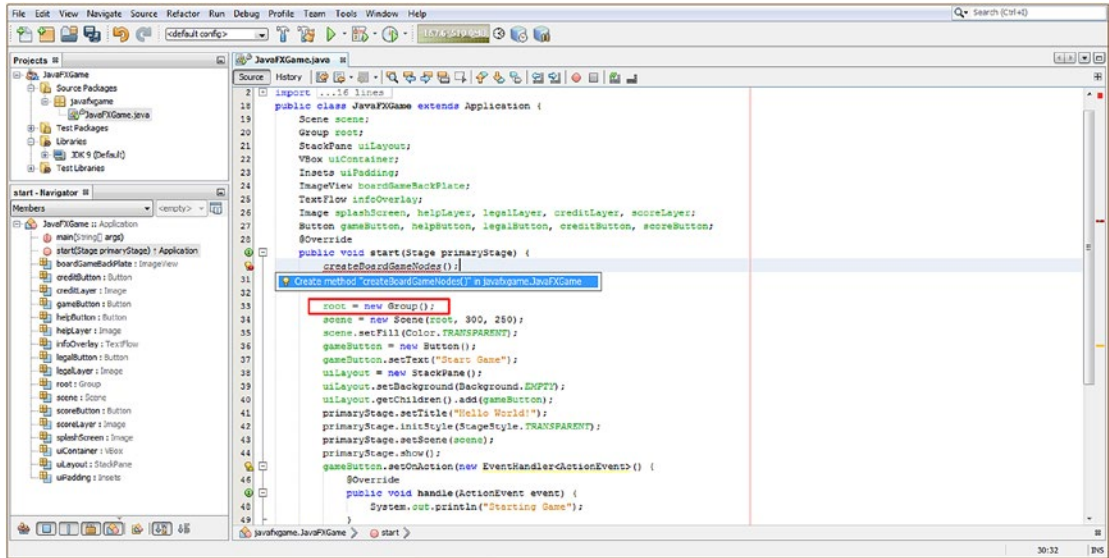 File Edit View Navigate Source Refactor Run Debug Profile Team Tools Window Help
Search (Ctrl+I)
<default config>
Projects
JavaFXGame
Source Packages
javafxgame
JavaFXGame.java
Test Packages
Libraries
JDK 9 (Default)
Test Libraries
start - Navigator
Members <empty>
JavaFXGame :: Application
main(String[] args)
start(Stage primaryStage) ↑ Application
boardGameBackPlate : ImageView
creditButton : Button
creditLayer : Image
gameButton : Button
helpButton : Button
helpLayer : Image
infoOverlay : TextFlow
legalButton : Button
legalLayer : Image
root : Group
scene : Scene
scoreButton : Button
scoreLayer : Image
splashScreen : Image
uiContainer : VBox
uiLayout : StackPane
uiPadding : Insets
JavaFXGame.java
Source History
2 import ...16 lines
18 public class JavaFXGame extends Application {
19 Scene scene;
20 Group root;
21 StackPane uiLayout;
22 VBox uiContainer;
23 Insets uiPadding;
24 ImageView boardGameBackPlate;
25 TextFlow infoOverlay;
26 Image splashScreen, helpLayer, legalLayer, creditLayer, scoreLayer;
27 Button gameButton, helpButton, legalButton, creditButton, scoreButton;
28 @Override
public void start(Stage primaryStage) {
createBoardGameNodes();
31 Create method "createBoardGameNodes()" in javafxgame.JavaFXGame
32
33 root = new Group();
34 scene = new Scene(root, 300, 250);
35 scene.setFill(Color.TRANSPARENT);
36 gameButton = new Button();
37 gameButton.setText("Start Game");
38 uiLayout = new StackPane();
39 uiLayout.setBackground(Background.EMPTY);
40 uiLayout.getChildren().add(gameButton);
41 primaryStage.setTitle("Hello World!");
42 primaryStage.initStyle(StageStyle.TRANSPARENT);
43 primaryStage.setScene(scene);
44 primaryStage.show();
gameButton.setOnAction(new EventHandler<ActionEvent>() {
46 @Override
public void handle(ActionEvent event) {
48 System.out.println("Starting Game");
49 }
javafxgame.JavaFXGame start
30:32 INS